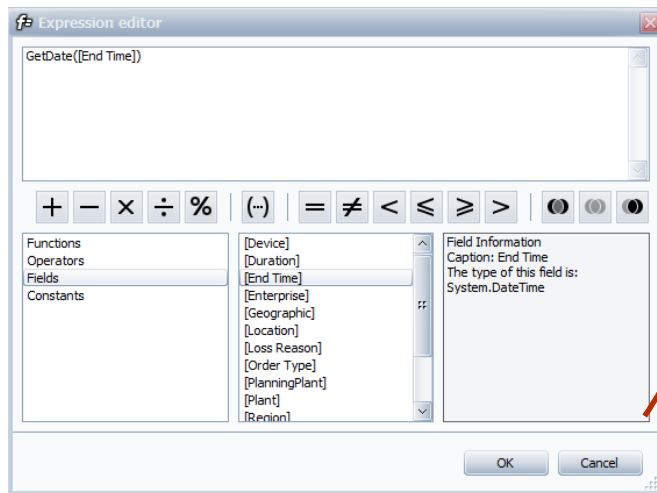 Expression editor
GetDate([End Time])
+ − × ÷ % (...) = ≠ < ≤ ≥ >
Functions
Operators
Fields
Constants
[Device]
[Duration]
[End Time]
[Enterprise]
[Geographic]
[Location]
[Loss Reason]
[Order Type]
[PlanningPlant]
[Plant]
[Region]
Field Information
Caption: End Time
The type of this field is:
System.DateTime
OK
Cancel